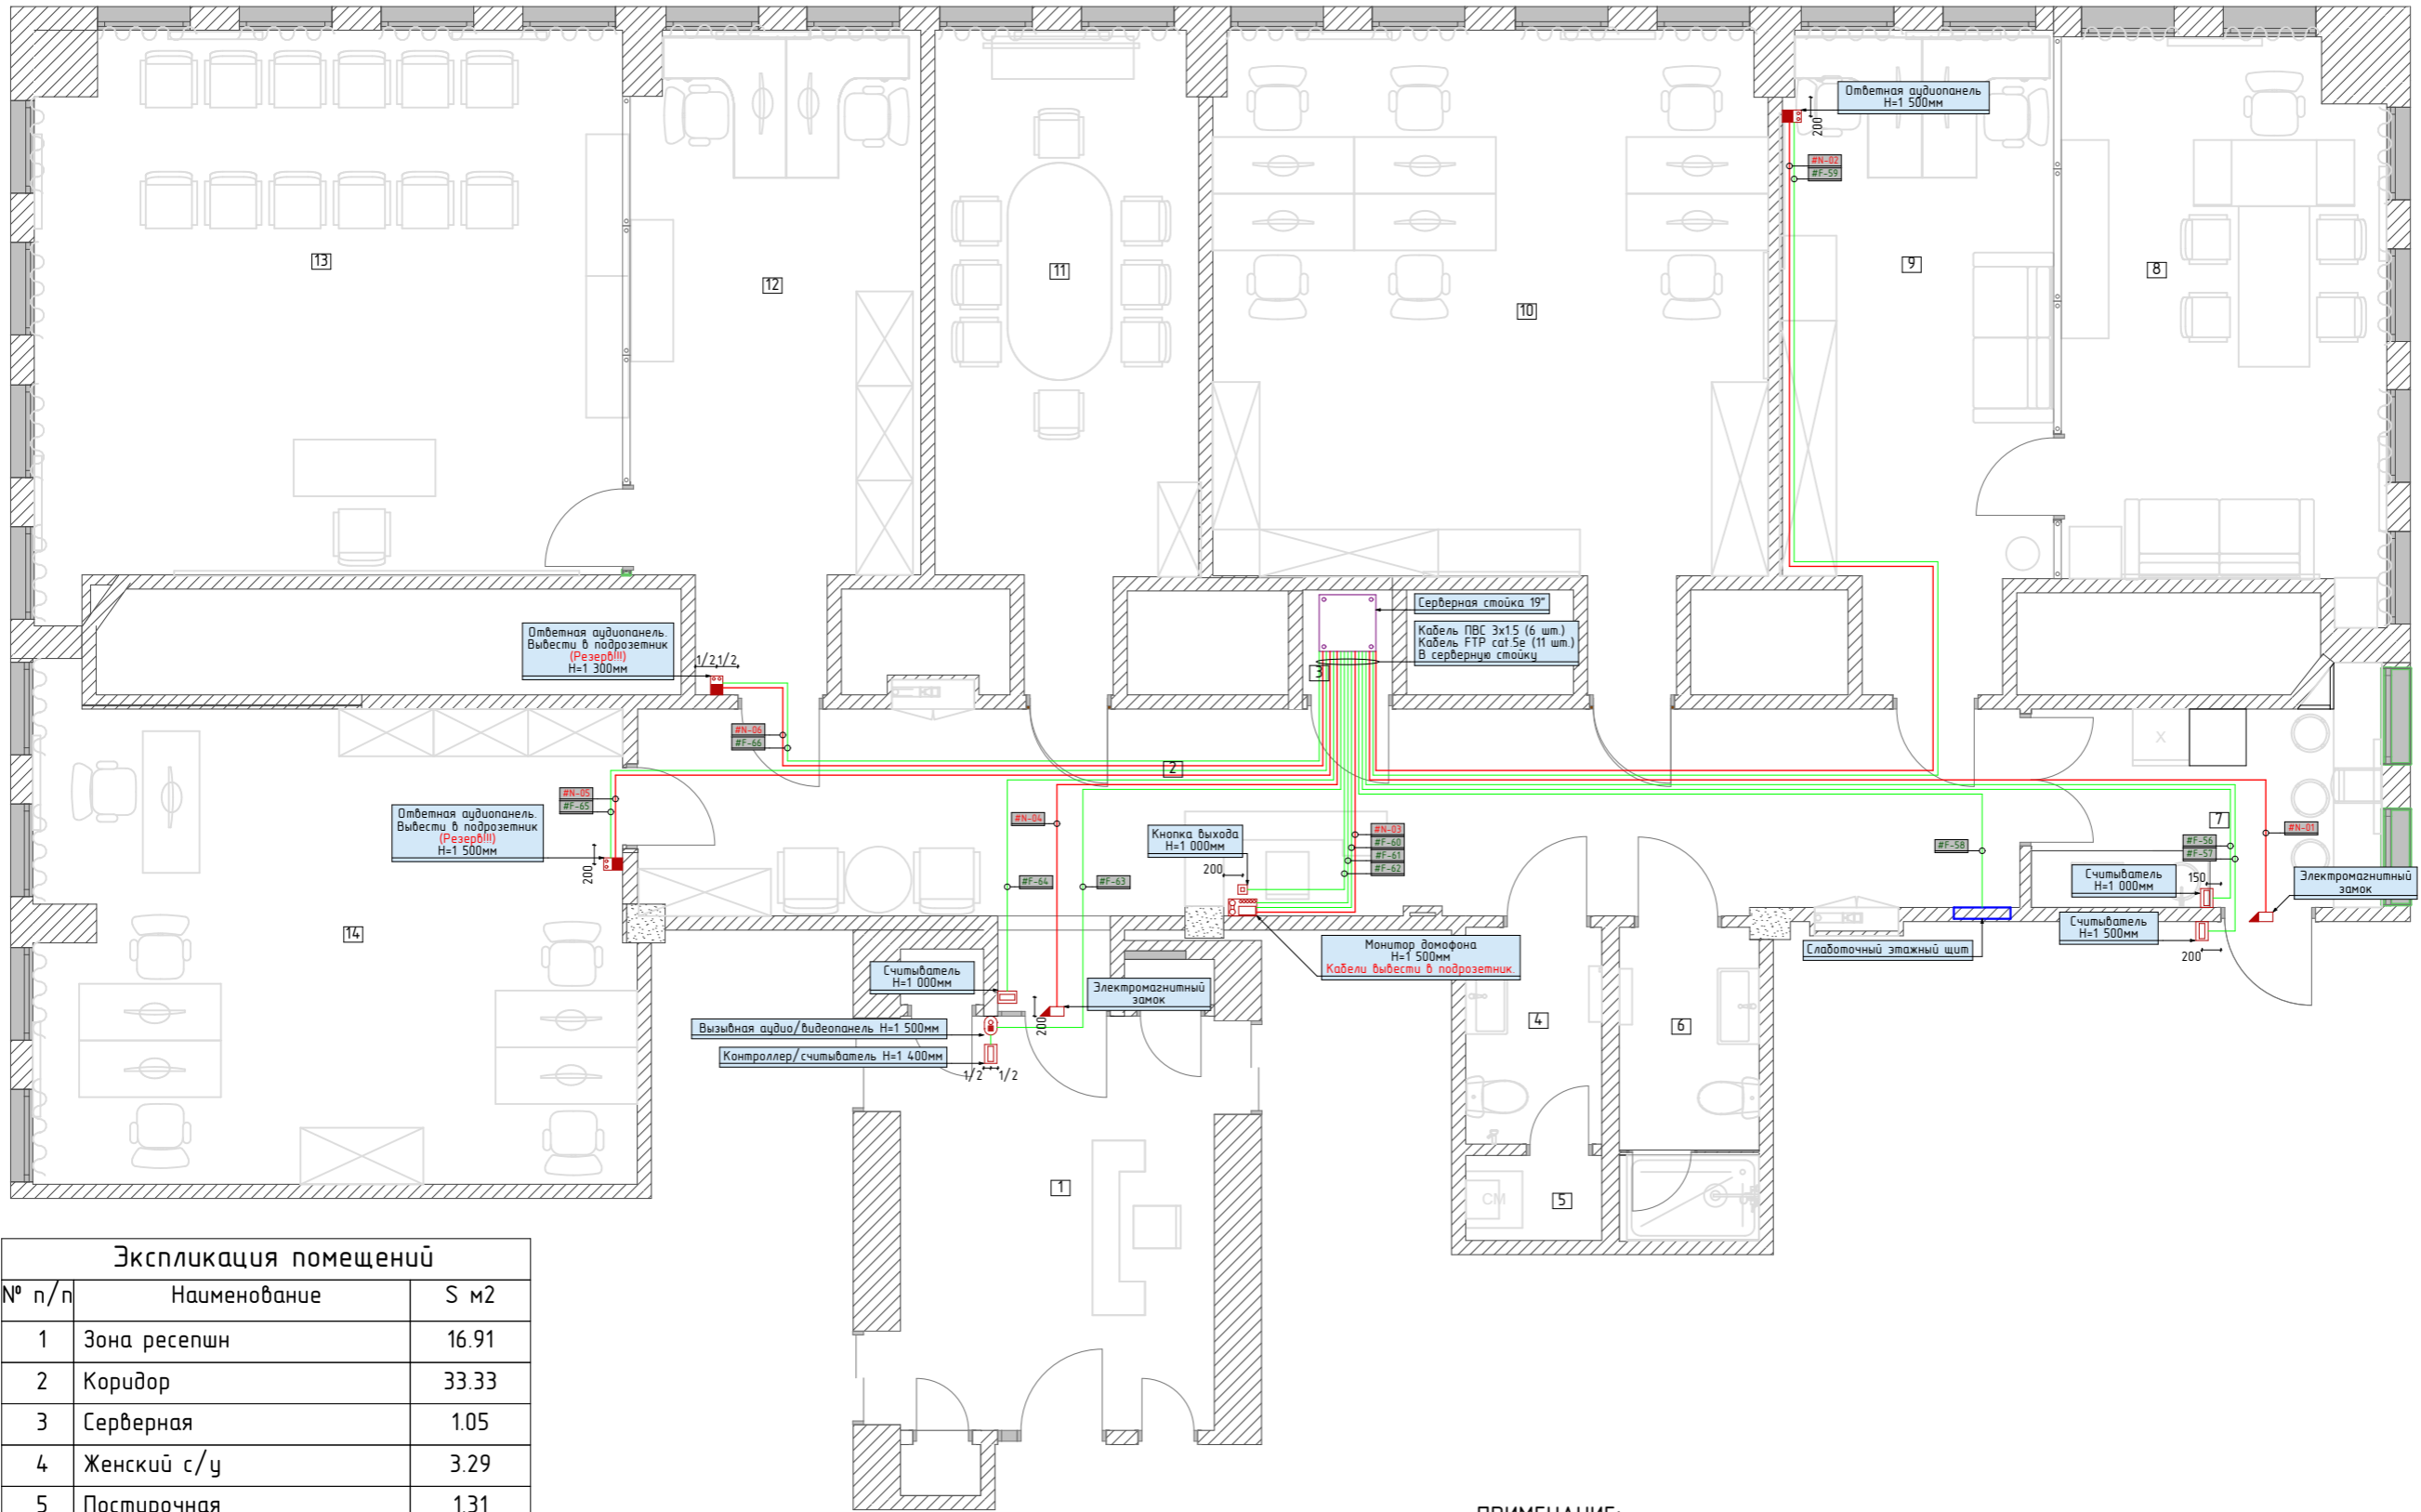 Ответная аудиопанель
H=1 500мм
200
#N-02
#F-59
13
12
11
10
9
8
Серверная стойка 19"
Кабель ПВС 3x1.5 (6 шт.)
Кабель FTP cat.5e (11 шт.)
В серверную стойку
3
Ответная аудиопанель.
Вывести в подрозетник
(Резерв!!!)
H=1 300мм
1/2
1/2
#N-06
#F-66
2
Ответная аудиопанель.
Вывести в подрозетник
(Резерв!!!)
H=1 500мм
200
#N-05
#F-65
#N-04
#F-64
#F-63
Кнопка выхода
H=1 000мм
200
#N-03
#F-60
#F-61
#F-62
#F-58
X
7
#F-56
#F-57
#N-01
Считыватель
H=1 000мм
150
Электромагнитный
замок
Считыватель
H=1 500мм
200
Слаботочный этажный щит
Монитор домофона
H=1 500мм
Кабели вывести в подрозетник.
14
Считыватель
H=1 000мм
Электромагнитный
замок
200
Вызывная аудио/видеопанель H=1 500мм
Контроллер/считыватель H=1 400мм
1/2
1/2
4
6
1
СМ
5
Экспликация помещений
№ п/п Наименование S м2
1 Зона ресепшн 16.91
2 Коридор 33.33
3 Серверная 1.05
4 Женский с/у 3.29
5 Постирочная 1.31
ПРИМЕЧАНИЕ: